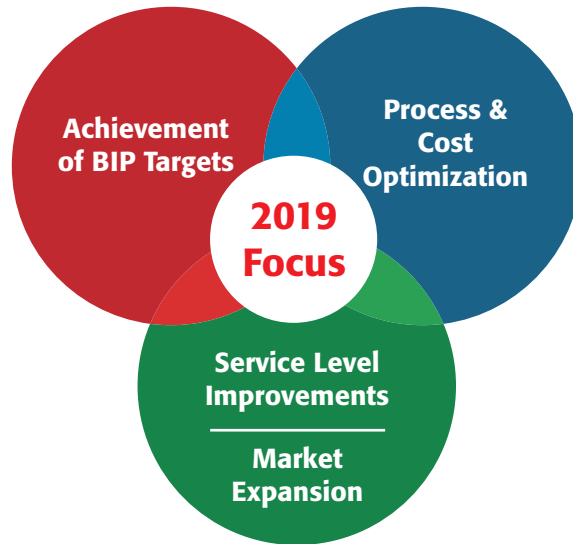 Achievement
of BIP Targets
Process &
Cost
Optimization
2019
Focus
Service Level
Improvements
Market
Expansion